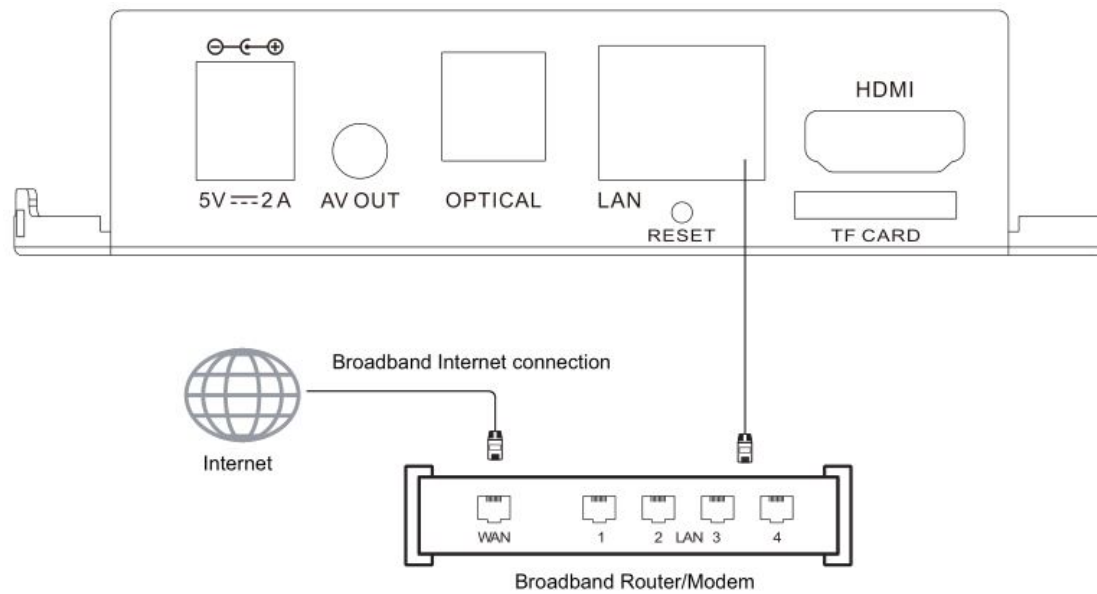 HDMI
5V 2A
AV OUT
OPTICAL
LAN
RESET
TF CARD
Broadband Internet connection
Internet
WAN
1
2
LAN
3
4
Broadband Router/Modem